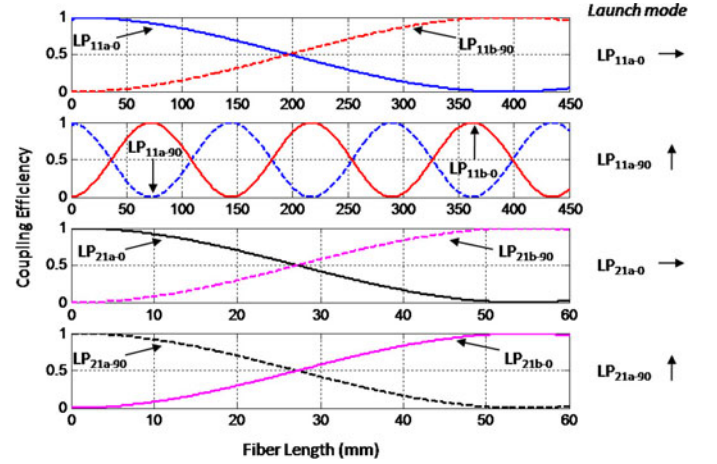 Launch mode
1
0.5
0
LP11a-0
LP11b-90
LP11a-0
0 50 100 150 200 250 300 350 400 450
1
0.5
0
LP11a-90
LP11b-0
LP11a-90
0 50 100 150 200 250 300 350 400 450
Coupling Efficiency
1
0.5
0
LP21a-0
LP21b-90
LP21a-0
0 10 20 30 40 50 60
1
0.5
0
LP21a-90
LP21b-0
LP21a-90
0 10 20 30 40 50 60
Fiber Length (mm)